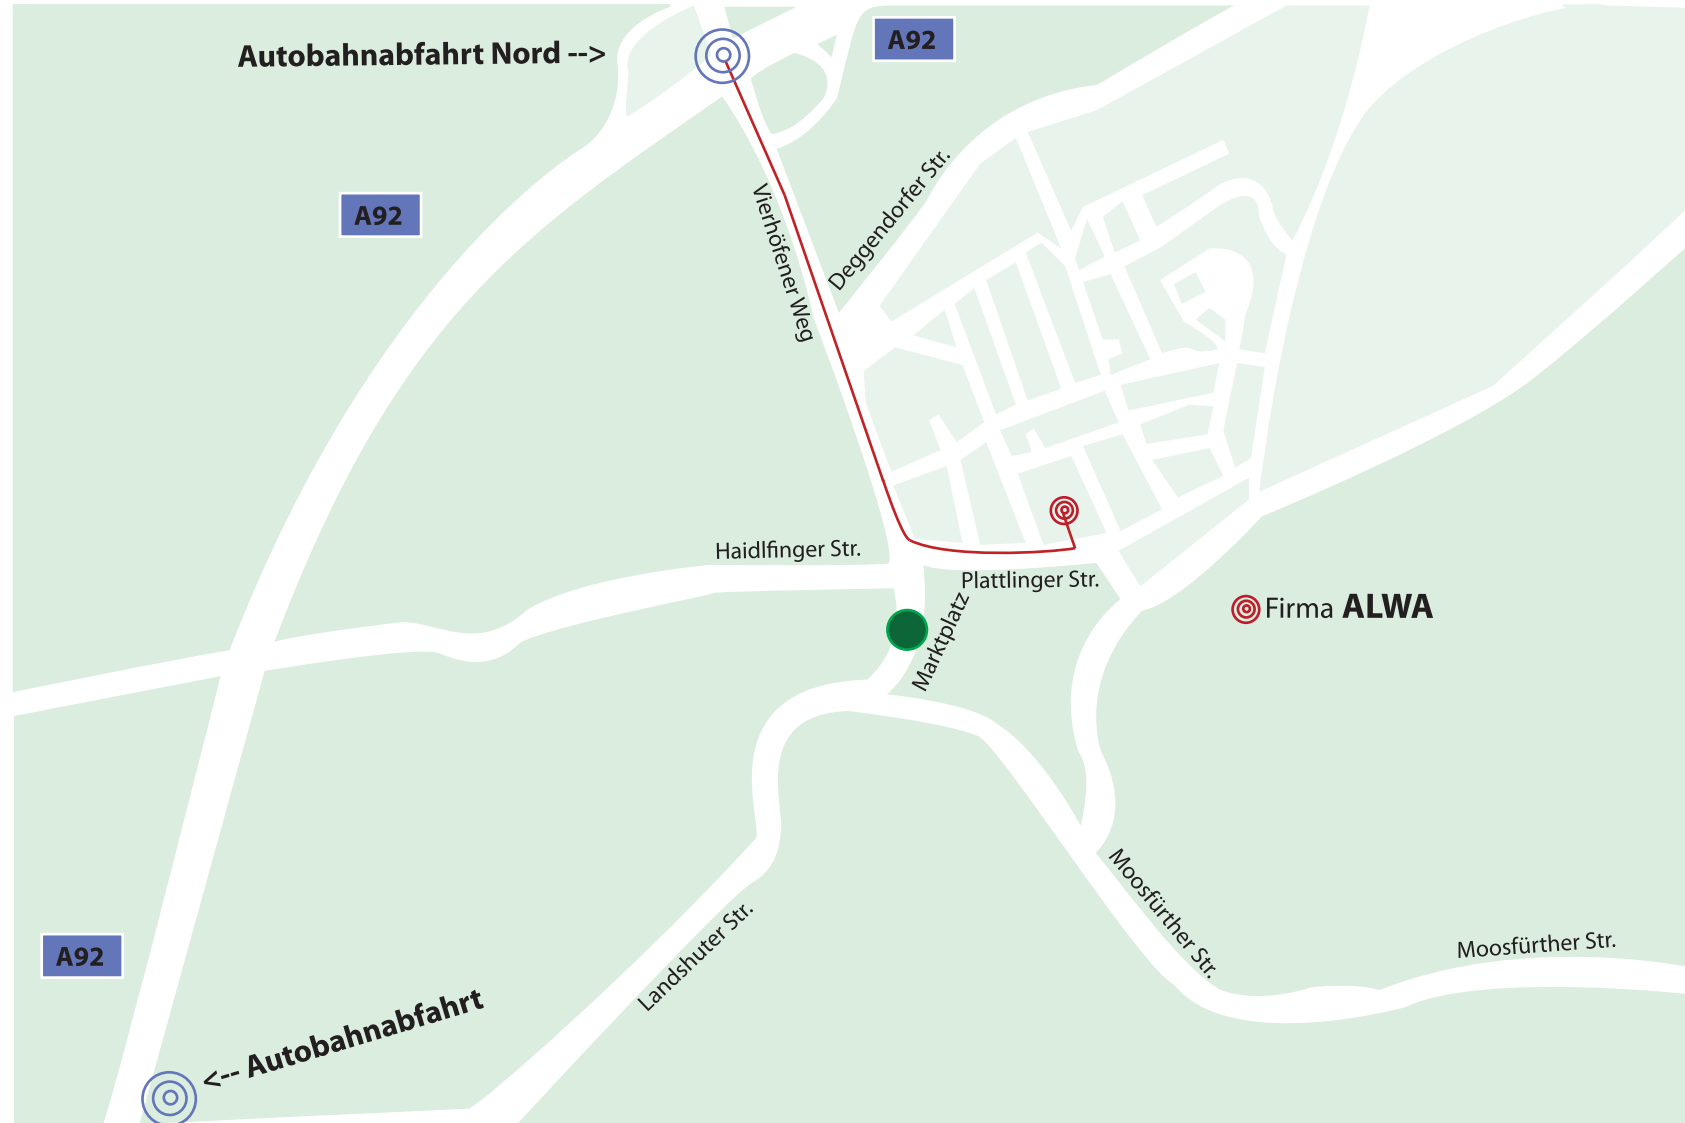 Autobahnabfahrt Nord -->
A92
A92
Deggendorfer Str.
Vierhöfener Weg
Haidlfinger Str.
Plattlinger Str.
Marktplatz
Firma ALWA
Moosfürther Str.
Moosfürther Str.
Landshuter Str.
A92
<-- Autobahnabfahrt